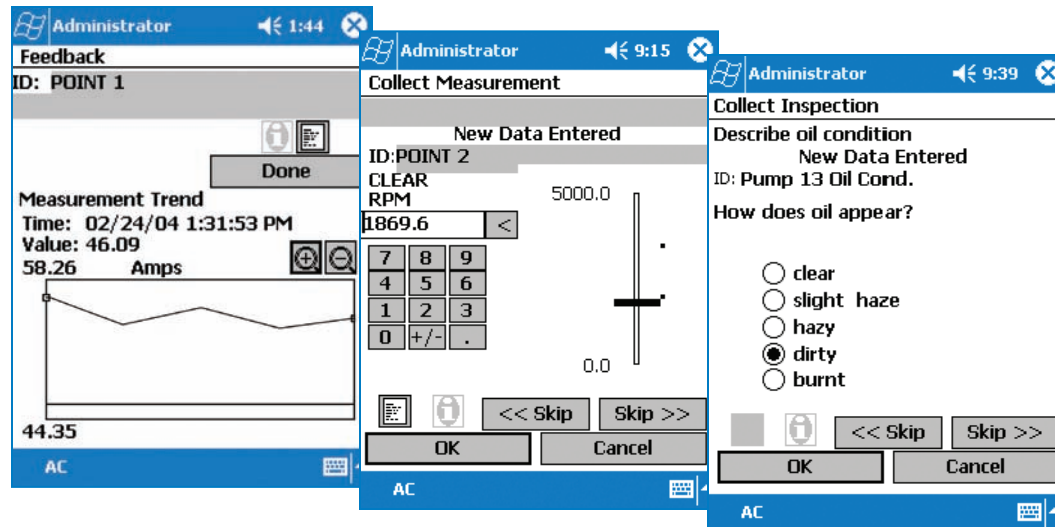 Administrator 1:44
Feedback
ID: POINT 1
Done
Measurement Trend
Time: 02/24/04 1:31:53 PM
Value: 46.09
58.26 Amps
44.35
AC
Administrator 9:15
Collect Measurement
New Data Entered
ID:POINT 2
CLEAR
RPM
5000.0
1869.6 <
7 8 9
4 5 6
1 2 3
0 +/- .
0.0
<< Skip Skip >>
OK Cancel
AC
Administrator 9:39
Collect Inspection
Describe oil condition
New Data Entered
ID: Pump 13 Oil Cond.
How does oil appear?
clear
slight haze
hazy
dirty
burnt
<< Skip Skip >>
OK Cancel
AC